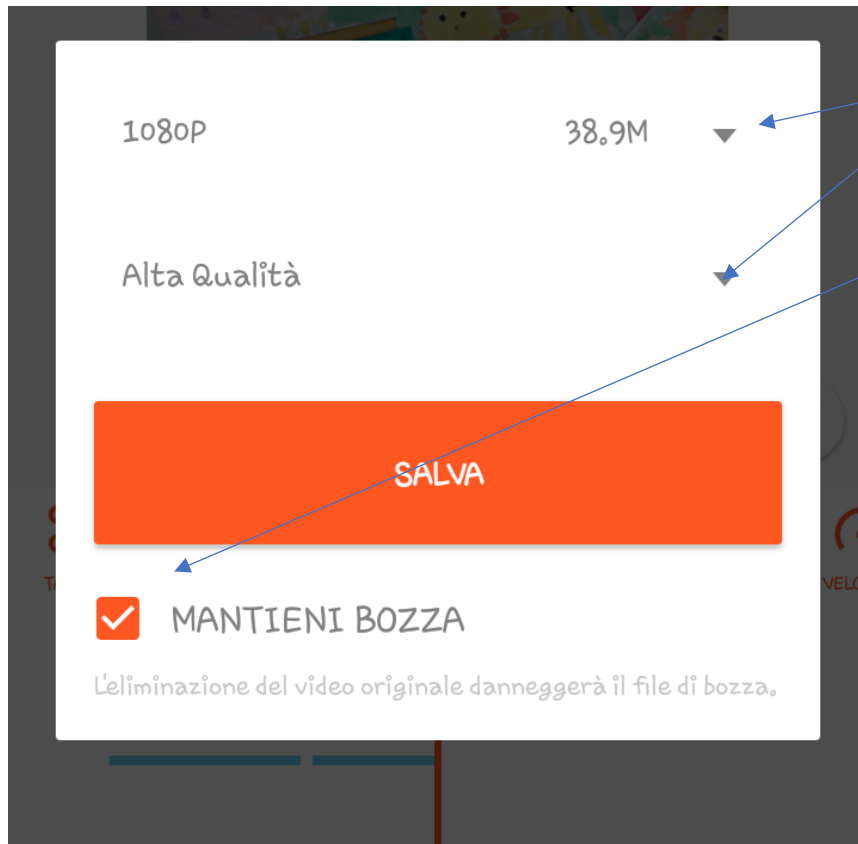 1080P 38.9M
Alta Qualità
SALVA
MANTIENI BOZZA
L'eliminazione del video originale danneggerà il file di bozza.